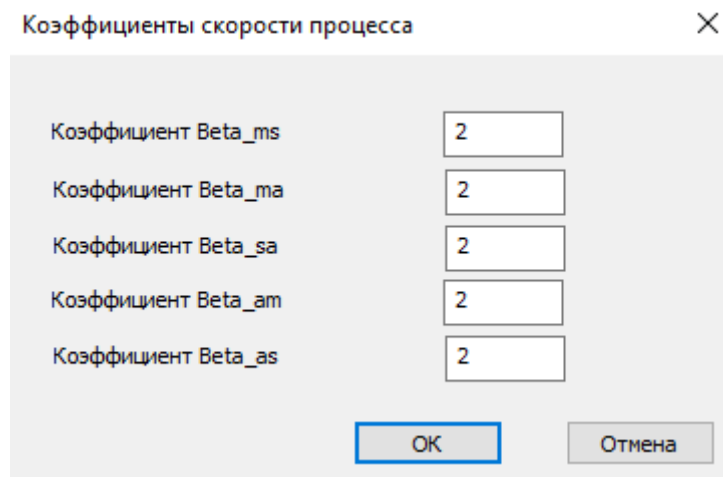 Коэффициенты скорости процесса
Коэффициент Beta_ms 2
Коэффициент Beta_ma 2
Коэффициент Beta_sa 2
Коэффициент Beta_am 2
Коэффициент Beta_as 2
OK Отмена